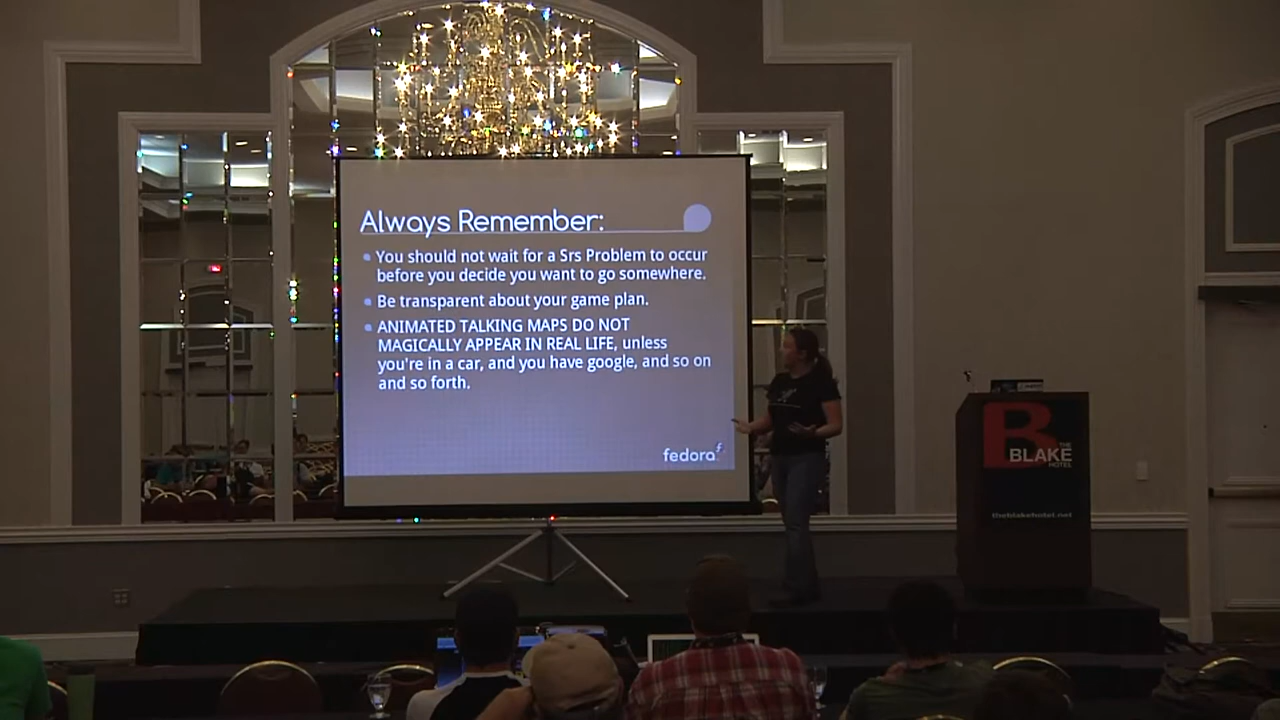 Always Remember:
You should not wait for a Srs Problem to occur
before you decide you want to go somewhere.
Be transparent about your game plan.
ANIMATED TALKING MAPS DO NOT
MAGICALLY APPEAR IN REAL LIFE, unless
you're in a car, and you have google, and so on
and so forth.
fedora
B
THE
BLAKE
HOTEL
theblakehotel.net